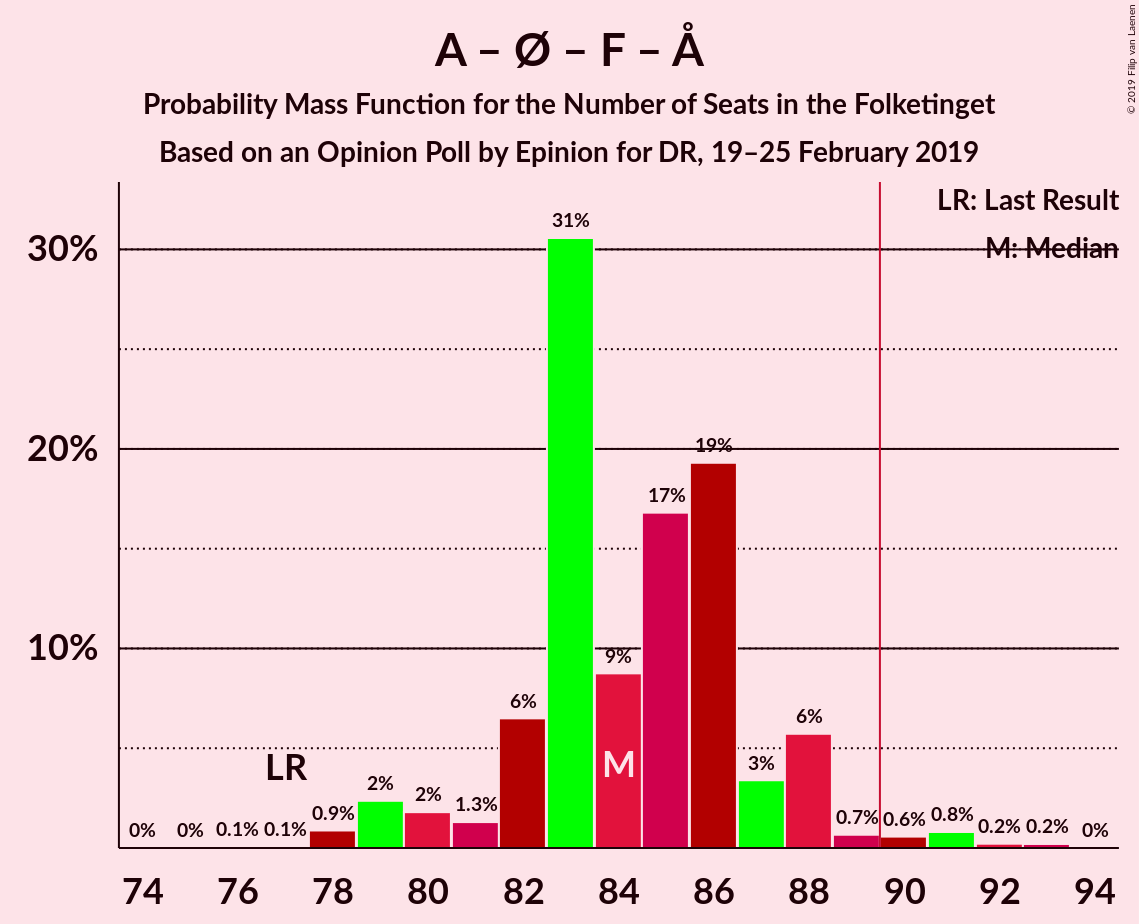 A – Ø – F – Å
Probability Mass Function for the Number of Seats in the Folketinget
Based on an Opinion Poll by Epinion for DR, 19–25 February 2019
© 2019 Filip van Laenen
LR: Last Result
M: Median
30%
20%
10%
0%
0%
0.1%
0.1%
0.9%
2%
2%
1.3%
6%
31%
9%
17%
19%
3%
6%
0.7%
0.6%
0.8%
0.2%
0.2%
0%
LR
M
74 76 78 80 82 84 86 88 90 92 94